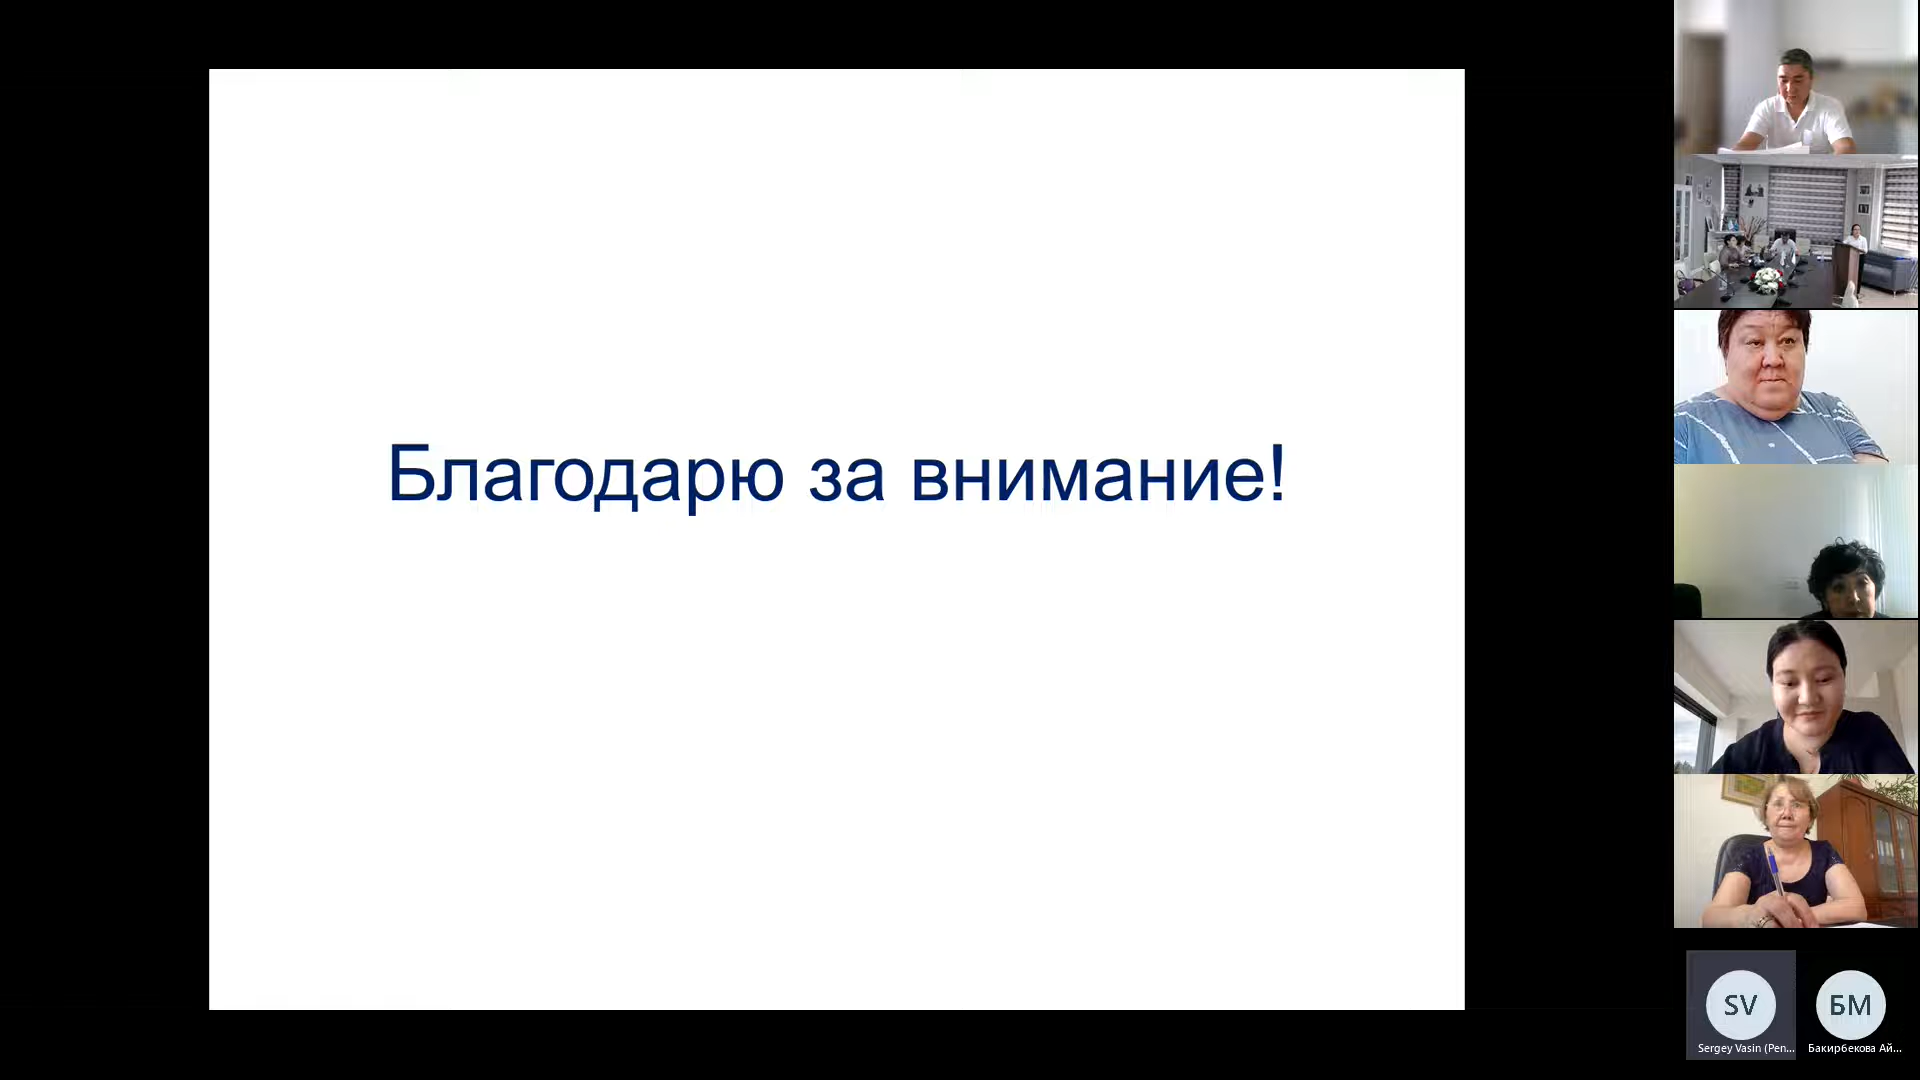 Благодарю за внимание!
SV
БМ
Sergey Vasin (Pen...
Бакирбекова Ай...